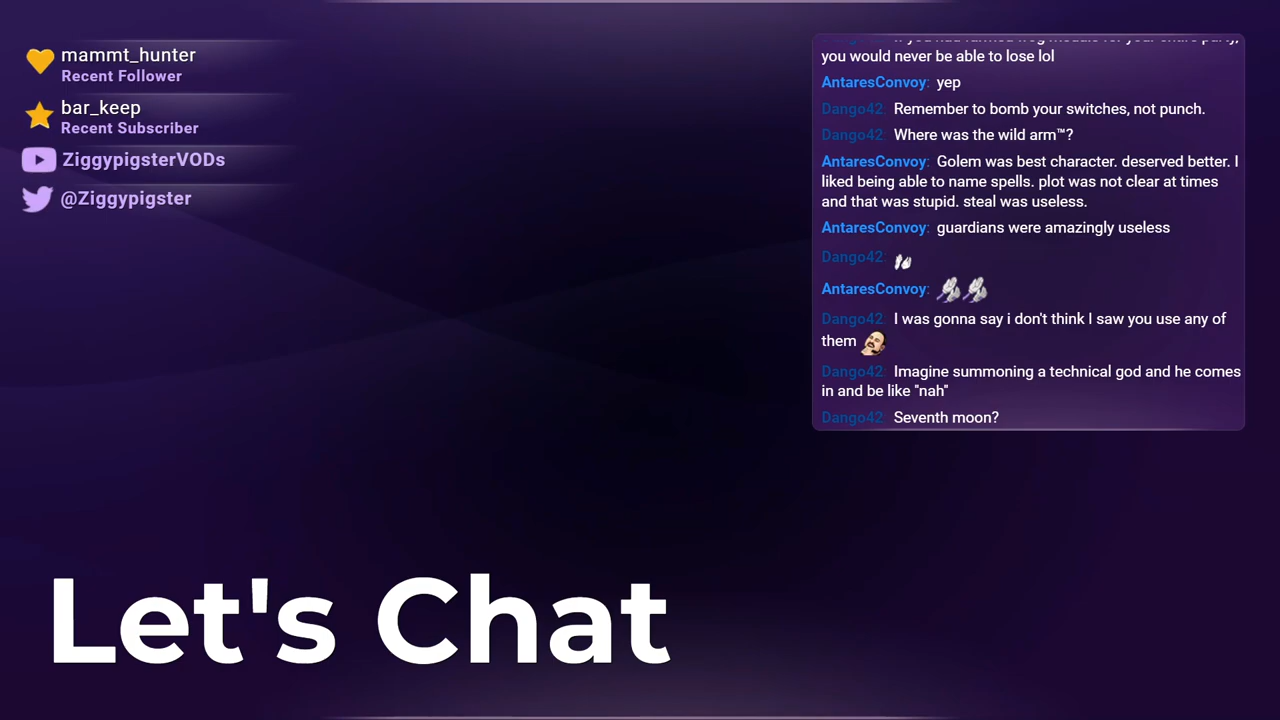 mammt_hunter
Recent Follower
bar_keep
Recent Subscriber
ZiggypigsterVODs
@Ziggypigster
you would never be able to lose lol
AntaresConvoy: yep
Dango42: Remember to bomb your switches, not punch.
Dango42: Where was the wild arm™?
AntaresConvoy: Golem was best character. deserved better. I
liked being able to name spells. plot was not clear at times
and that was stupid. steal was useless.
AntaresConvoy: guardians were amazingly useless
Dango42:
AntaresConvoy:
Dango42: I was gonna say i don't think I saw you use any of
them
Dango42: Imagine summoning a technical god and he comes
in and be like "nah"
Dango42: Seventh moon?
Let's Chat